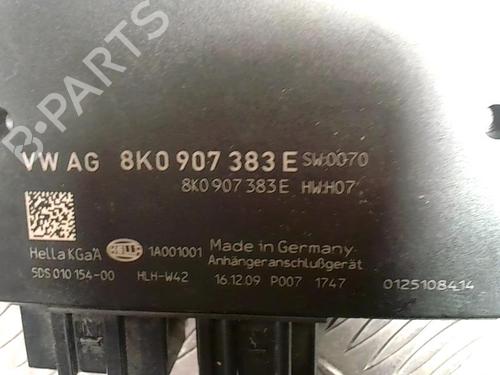 B-PARTS
VW AG 8K0 907 383 E SW:0070
8K0 907 383 E HW:H07
Hella KGaA HELLA 1A001001 Made in Germany
Anhängeranschlußgerät
5DS 010 154-00 HLH-W42 16.12.09 P007 1747 0125108414